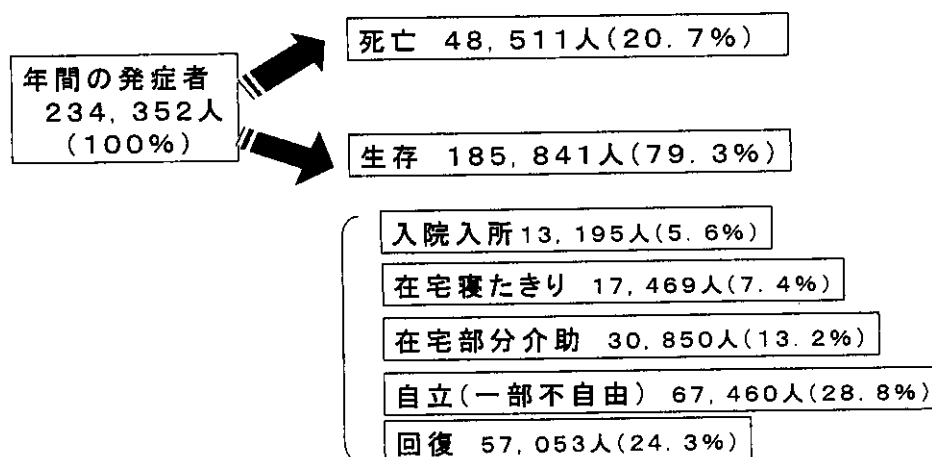 年間の発症者
234,352人
(100%)
死亡 48,511人(20.7%)
生存 185,841人(79.3%)
入院入所13,195人(5.6%)
在宅寝たきり 17,469人(7.4%)
在宅部分介助 30,850人(13.2%)
自立(一部不自由) 67,460人(28.8%)
回復 57,053人(24.3%)